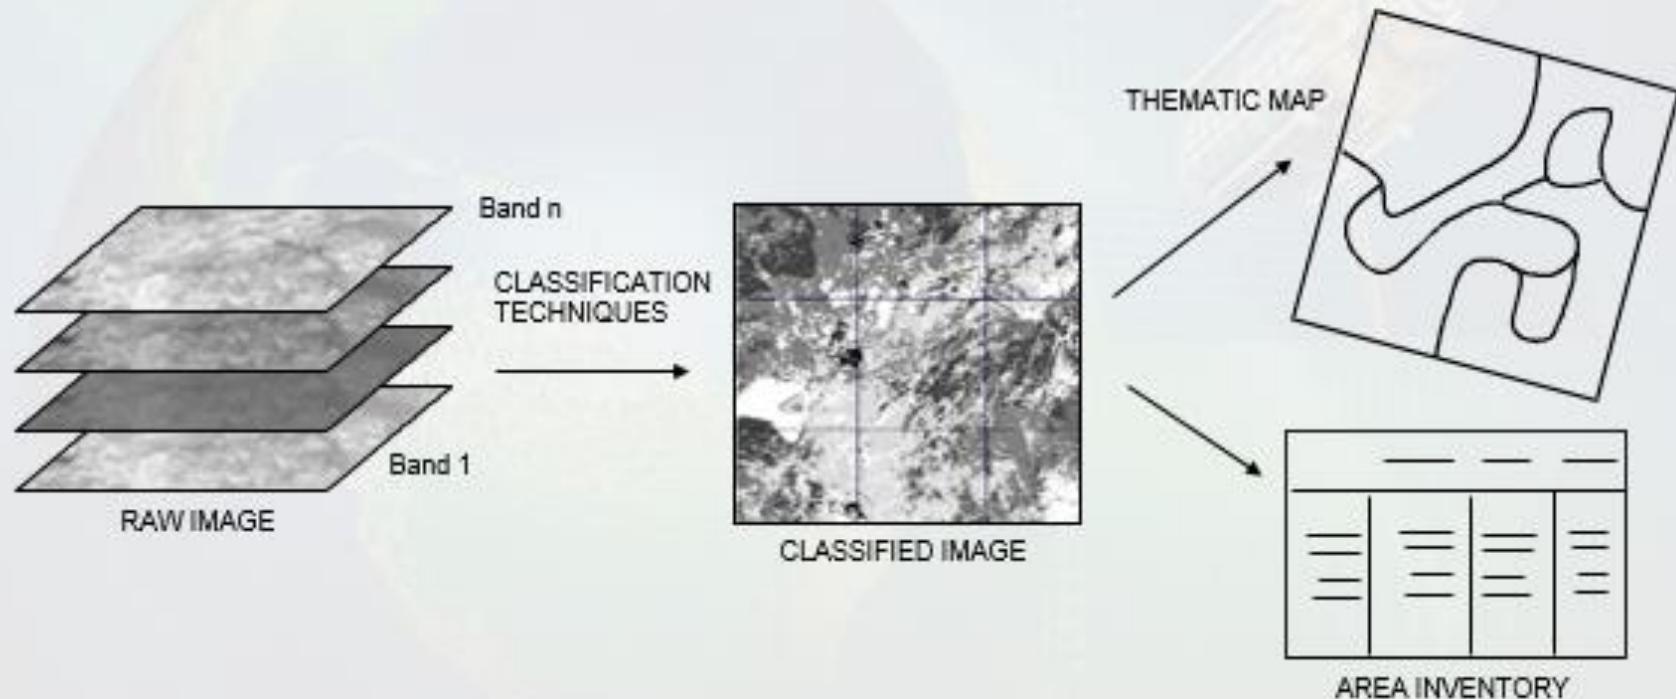 Band n
CLASSIFICATION
TECHNIQUES
Band 1
RAW IMAGE
CLASSIFIED IMAGE
THEMATIC MAP
AREA INVENTORY